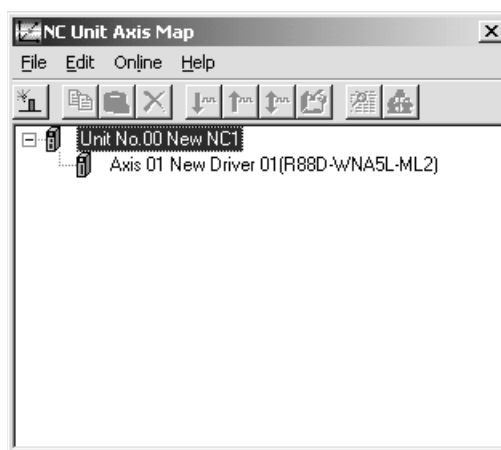 NC Unit Axis Map
File Edit Online Help
Unit No.00 New NC1
Axis 01 New Driver 01(R88D-WNA5L-ML2)